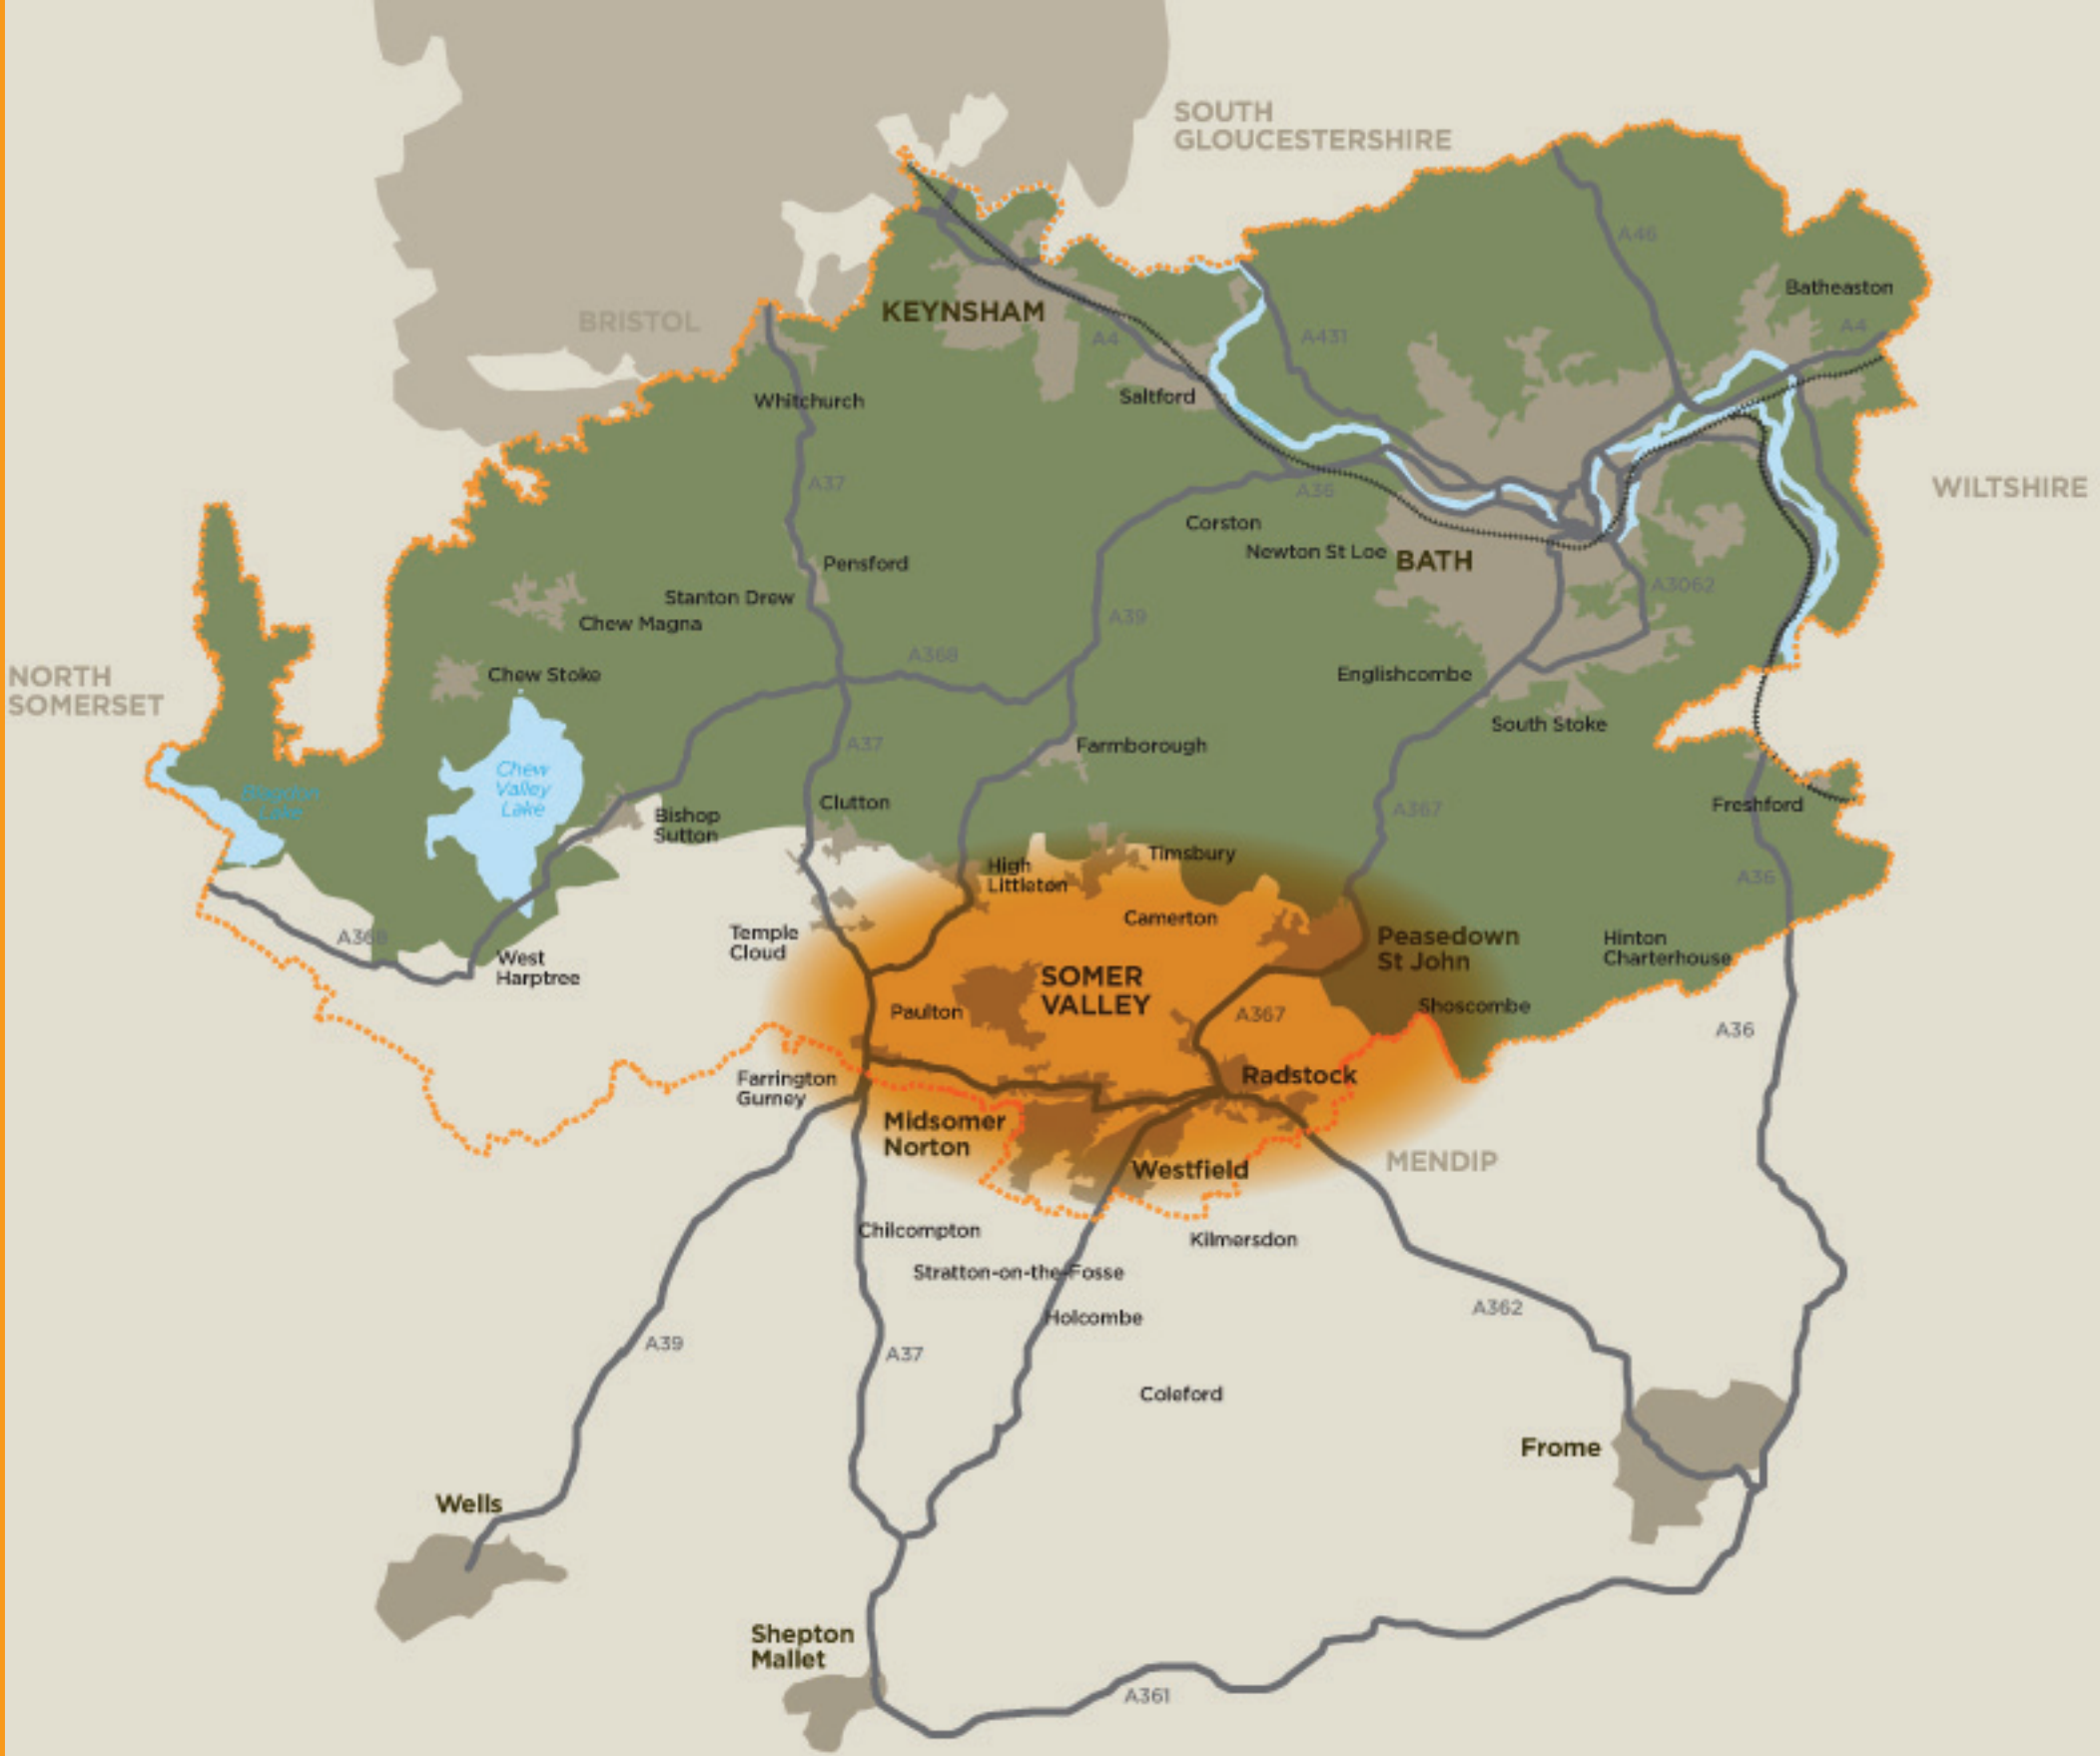 SOUTH
GLOUCESTERSHIRE
A46
Batheaston
KEYNSHAM
BRISTOL
A4
A431
A4
Saltford
Whitchurch
A37
A36
WILTSHIRE
Corston
Newton St Loe
BATH
Pensford
A3062
Stanton Drew
A39
Chew Magna
A368
NORTH
SOMERSET
Chew Stoke
Englishcombe
South Stoke
A37
Farmborough
Chew
Valley
Lake
Blagdon
Lake
Clutton
Freshford
A367
Bishop
Sutton
Timsbury
High
Littleton
A36
Camerton
A368
Temple
Cloud
Peasedown
St John
Hinton
Charterhouse
West
Harptree
SOMER
VALLEY
Paulton
Shoscombe
A367
A36
Farrington
Gurney
Radstock
Midsomer
Norton
Westfield
MENDIP
Chilcompton
Kilmersdon
Stratton-on-the-Fosse
A362
Holcombe
A39
A37
Coleford
Frome
Wells
Shepton
Mallet
A361